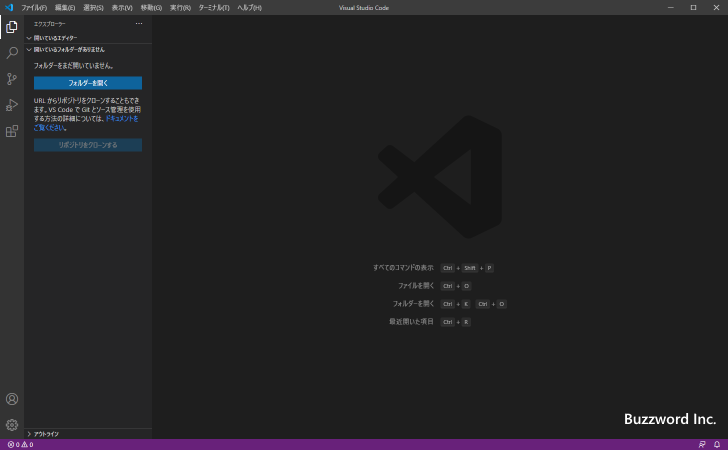 ファイル(F) 編集(E) 選択(S) 表示(V) 移動(G) 実行(R) ターミナル(T) ヘルプ(H) Visual Studio Code
エクスプローラー
開いているエディター
開いているフォルダーがありません
フォルダーをまだ開いていません。
フォルダーを開く
URL からリポジトリをクローンすることもでき
ます。VS Code で Git とソース管理を使用
する方法の詳細については、ドキュメントを
ご覧ください。
リポジトリをクローンする
すべてのコマンドの表示 Ctrl + Shift + P
ファイルを開く Ctrl + O
フォルダーを開く Ctrl + K Ctrl + O
最近開いた項目 Ctrl + R
Buzzword Inc.
アウトライン
0 0